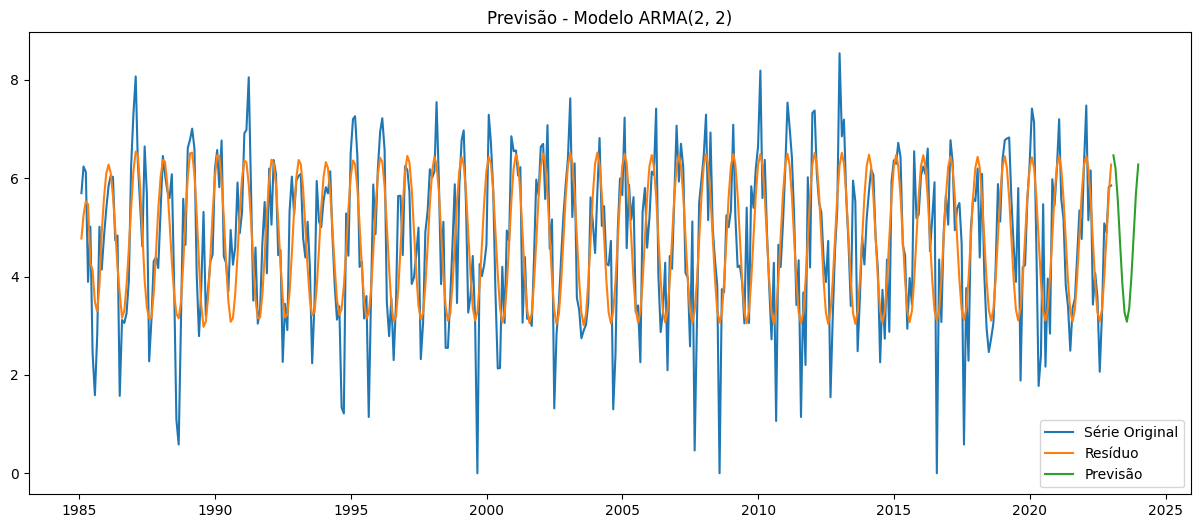 Previsão - Modelo ARMA(2, 2)
8
6
4
2
0
Série Original
Resíduo
Previsão
1985 1990 1995 2000 2005 2010 2015 2020 2025